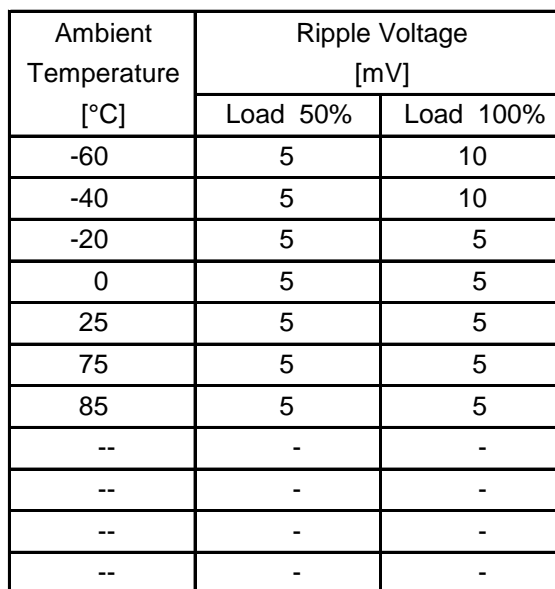 Ambient Temperature [°C] Ripple Voltage [mV]
Load 50% Load 100%
-60 5 10
-40 5 10
-20 5 5
0 5 5
25 5 5
75 5 5
85 5 5
-- - -
-- - -
-- - -
-- - -